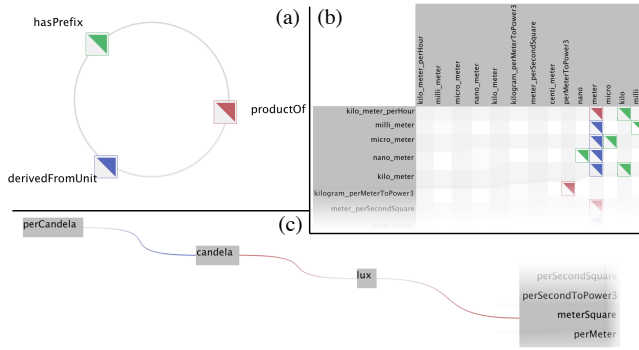 (a)
hasPrefix
productOf
derivedFromUnit
(b)
kilo_meter_perHour
milli_meter
micro_meter
nano_meter
kilo_meter
kilogram_perMeterToPower3
meter_perSecondSquare
centi_meter
perMeterToPower3
nano
meter
micro
kilo
milli
kilo_meter_perHour
milli_meter
micro_meter
nano_meter
kilo_meter
kilogram_perMeterToPower3
meter_perSecondSquare
(c)
perCandela
candela
lux
perSecondSquare
perSecondToPower3
meterSquare
perMeter